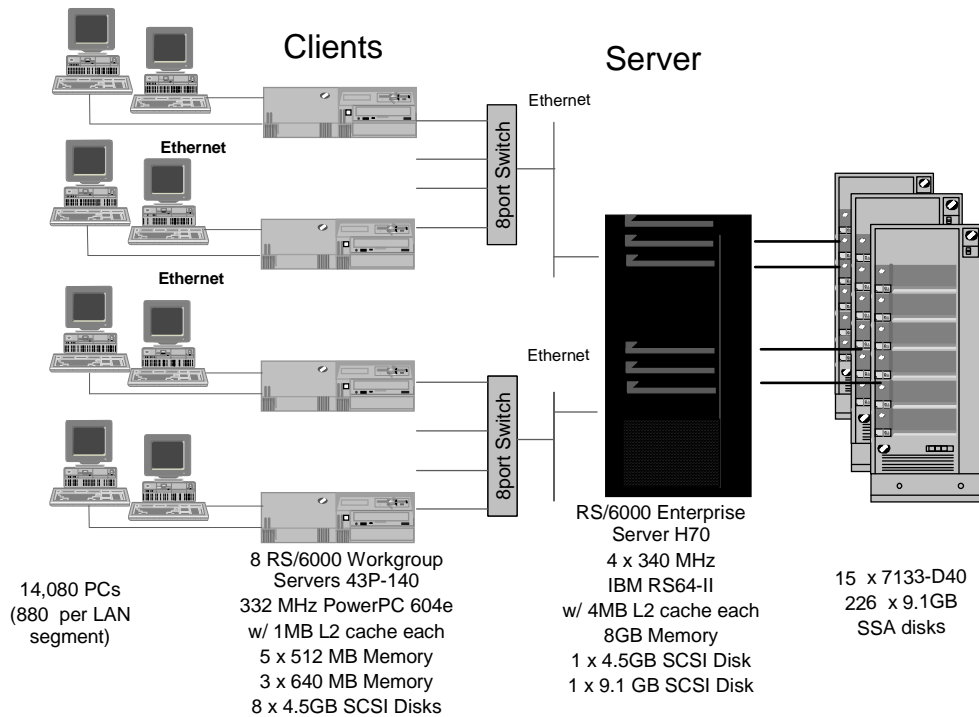 Clients
Server
Ethernet
Ethernet
8port Switch
Ethernet
Ethernet
8port Switch
14,080 PCs
(880 per LAN
segment)
8 RS/6000 Workgroup
Servers 43P-140
332 MHz PowerPC 604e
w/ 1MB L2 cache each
5 x 512 MB Memory
3 x 640 MB Memory
8 x 4.5GB SCSI Disks
RS/6000 Enterprise
Server H70
4 x 340 MHz
IBM RS64-II
w/ 4MB L2 cache each
8GB Memory
1 x 4.5GB SCSI Disk
1 x 9.1 GB SCSI Disk
15 x 7133-D40
226 x 9.1GB
SSA disks